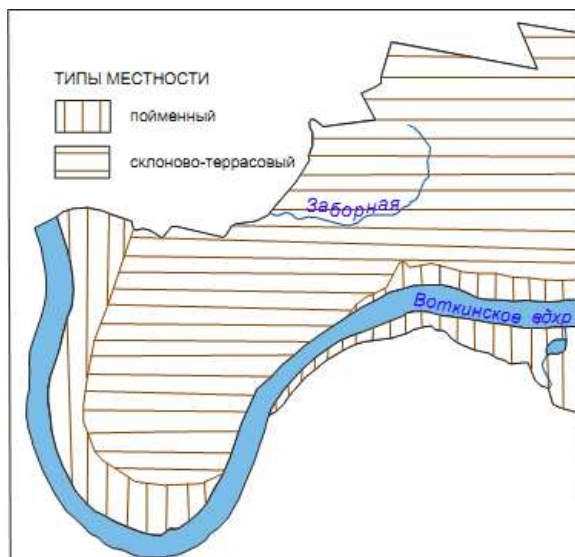 ТИПЫ МЕСТНОСТИ
пойменный
склоново-террасовый
Заборная
Воткинское вдхр